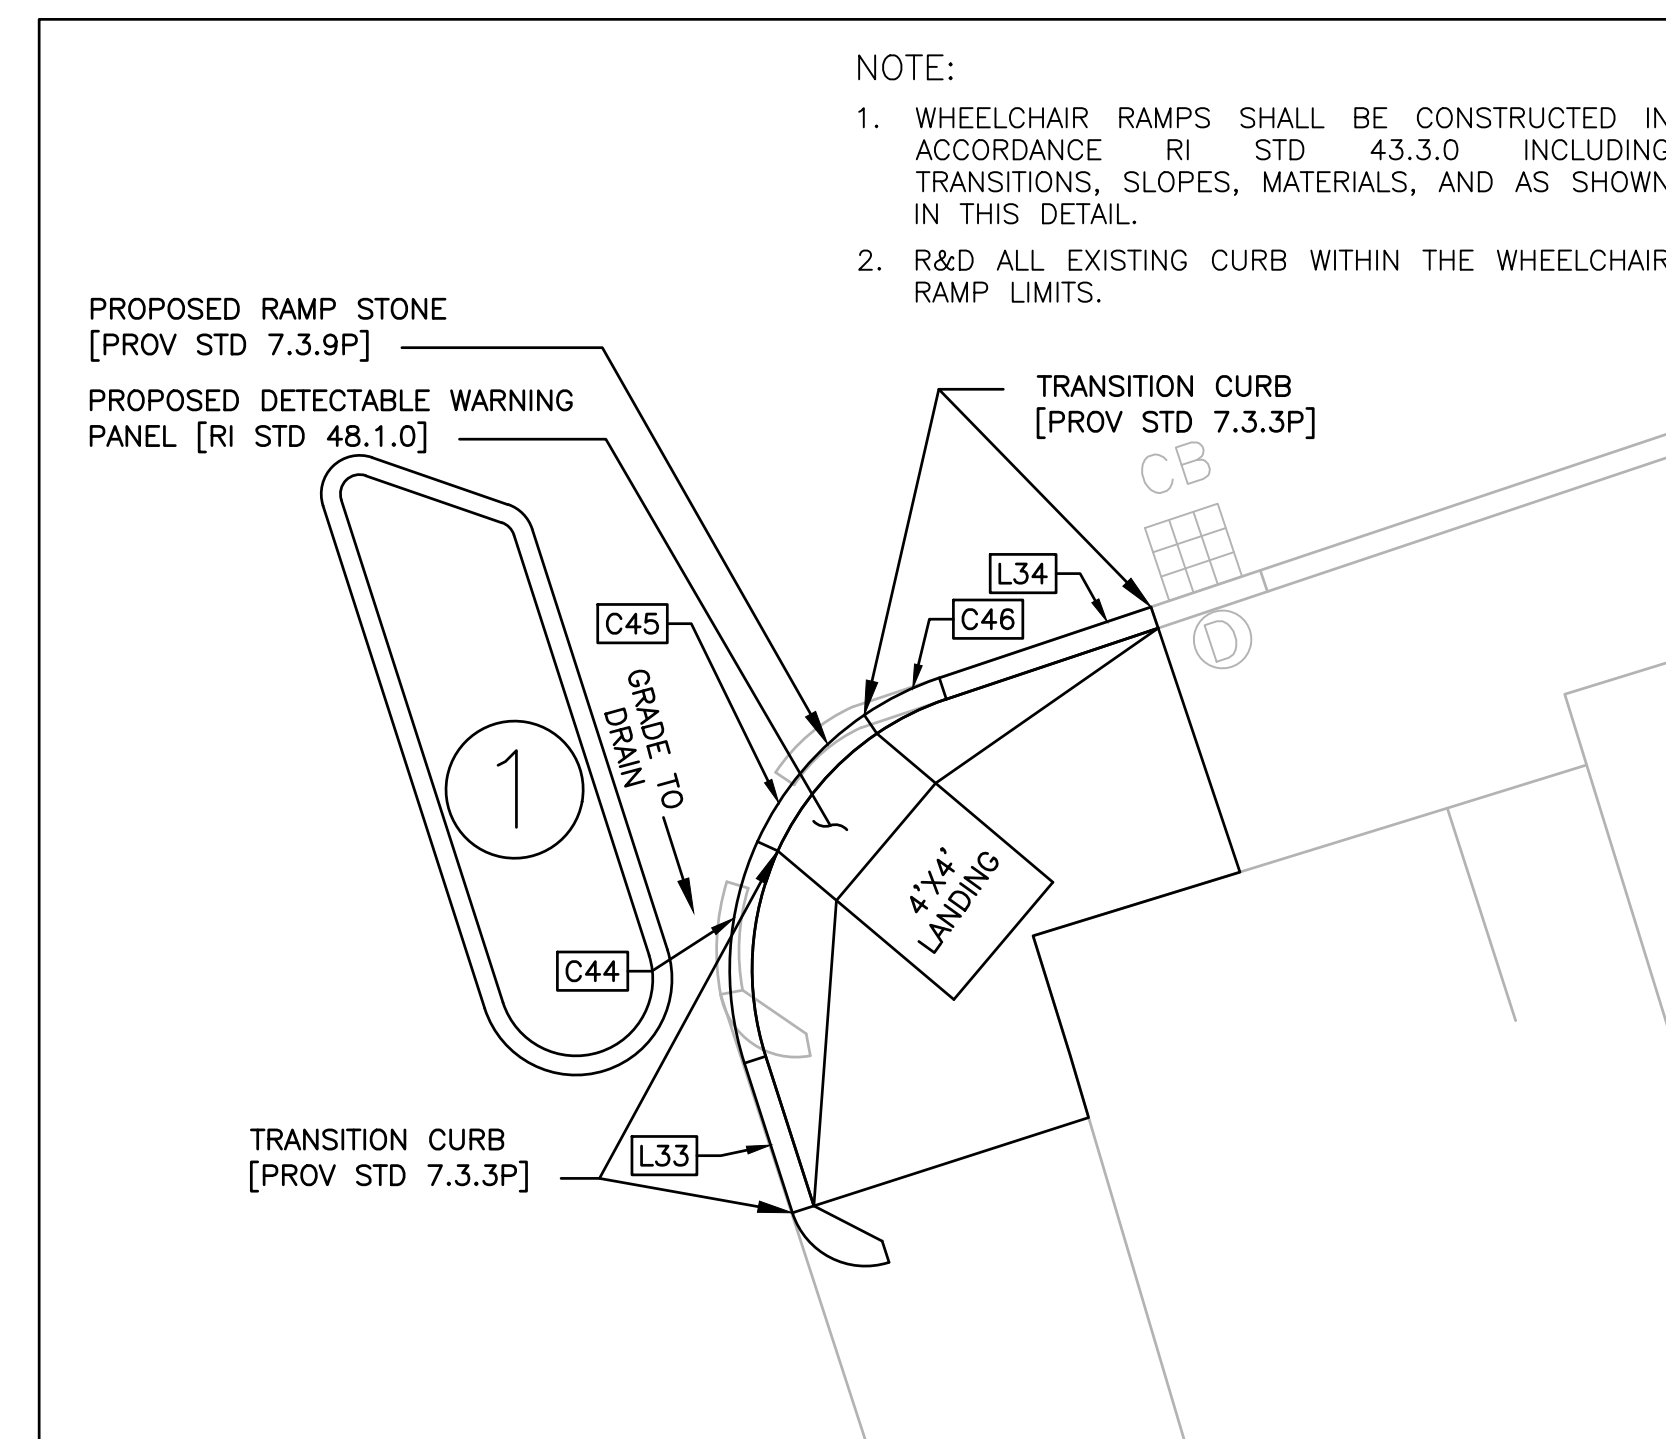 NOTE:
1. WHEELCHAIR RAMPS SHALL BE CONSTRUCTED IN
ACCORDANCE RI STD 43.3.0 INCLUDING
TRANSITIONS, SLOPES, MATERIALS, AND AS SHOWN
IN THIS DETAIL.
2. R&D ALL EXISTING CURB WITHIN THE WHEELCHAIR
RAMP LIMITS.
PROPOSED RAMP STONE
[PROV STD 7.3.9P]
PROPOSED DETECTABLE WARNING
PANEL [RI STD 48.1.0]
TRANSITION CURB
[PROV STD 7.3.3P]
CB
L34
C46
C45
D
GRADE TO
DRAIN
1
4'X4'
LANDING
C44
TRANSITION CURB
[PROV STD 7.3.3P]
L33